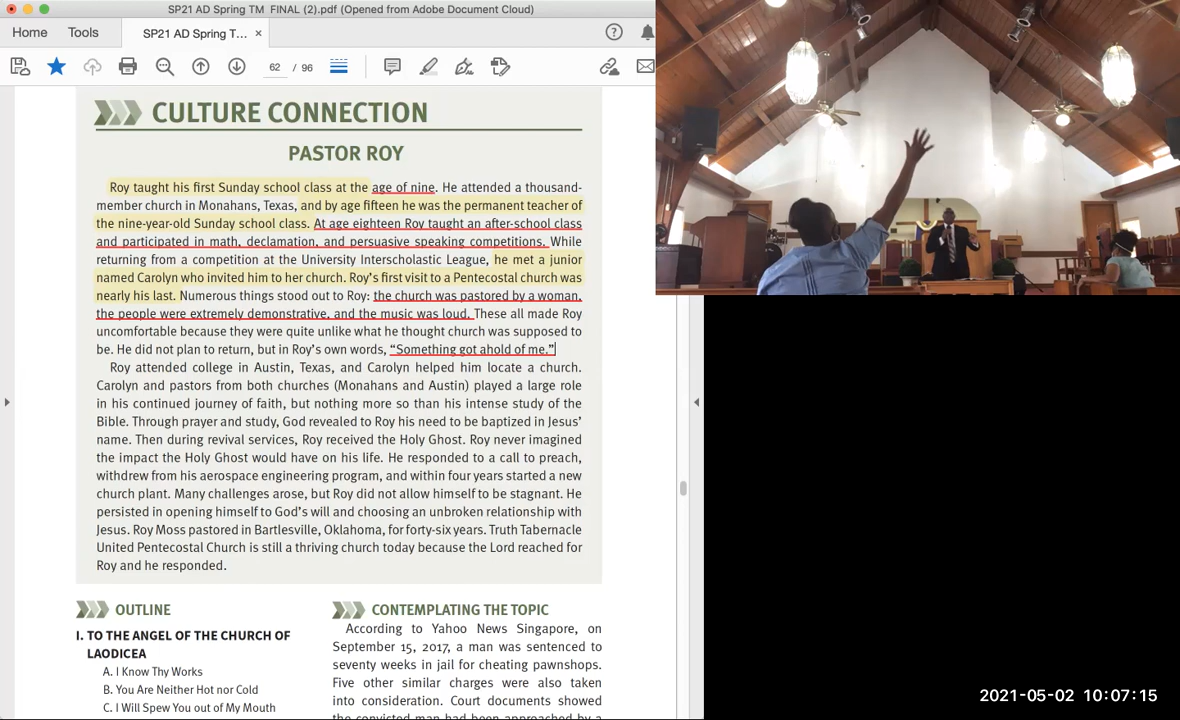 SP21 AD Spring TM FINAL (2).pdf (Opened from Adobe Document Cloud)
Home Tools SP21 AD Spring T... ×
62 / 96
CULTURE CONNECTION
PASTOR ROY
Roy taught his first Sunday school class at the age of nine. He attended a thousand-
member church in Monahans, Texas, and by age fifteen he was the permanent teacher of
the nine-year-old Sunday school class. At age eighteen Roy taught an after-school class
and participated in math, declamation, and persuasive speaking competitions. While
returning from a competition at the University Interscholastic League, he met a junior
named Carolyn who invited him to her church. Roy's first visit to a Pentecostal church was
nearly his last. Numerous things stood out to Roy: the church was pastored by a woman,
the people were extremely demonstrative, and the music was loud. These all made Roy
uncomfortable because they were quite unlike what he thought church was supposed to
be. He did not plan to return, but in Roy's own words, “Something got ahold of me.”
Roy attended college in Austin, Texas, and Carolyn helped him locate a church.
Carolyn and pastors from both churches (Monahans and Austin) played a large role
in his continued journey of faith, but nothing more so than his intense study of the
Bible. Through prayer and study, God revealed to Roy his need to be baptized in Jesus'
name. Then during revival services, Roy received the Holy Ghost. Roy never imagined
the impact the Holy Ghost would have on his life. He responded to a call to preach,
withdrew from his aerospace engineering program, and within four years started a new
church plant. Many challenges arose, but Roy did not allow himself to be stagnant. He
persisted in opening himself to God's will and choosing an unbroken relationship with
Jesus. Roy Moss pastored in Bartlesville, Oklahoma, for forty-six years. Truth Tabernacle
United Pentecostal Church is still a thriving church today because the Lord reached for
Roy and he responded.
OUTLINE
I. TO THE ANGEL OF THE CHURCH OF
LAODICEA
A. I Know Thy Works
B. You Are Neither Hot nor Cold
C. I Will Spew You out of My Mouth
CONTEMPLATING THE TOPIC
According to Yahoo News Singapore, on
September 15, 2017, a man was sentenced to
seventy weeks in jail for cheating pawnshops.
Five other similar charges were also taken
into consideration. Court documents showed
the convicted man had been approached by a
2021-05-02 10:07:15